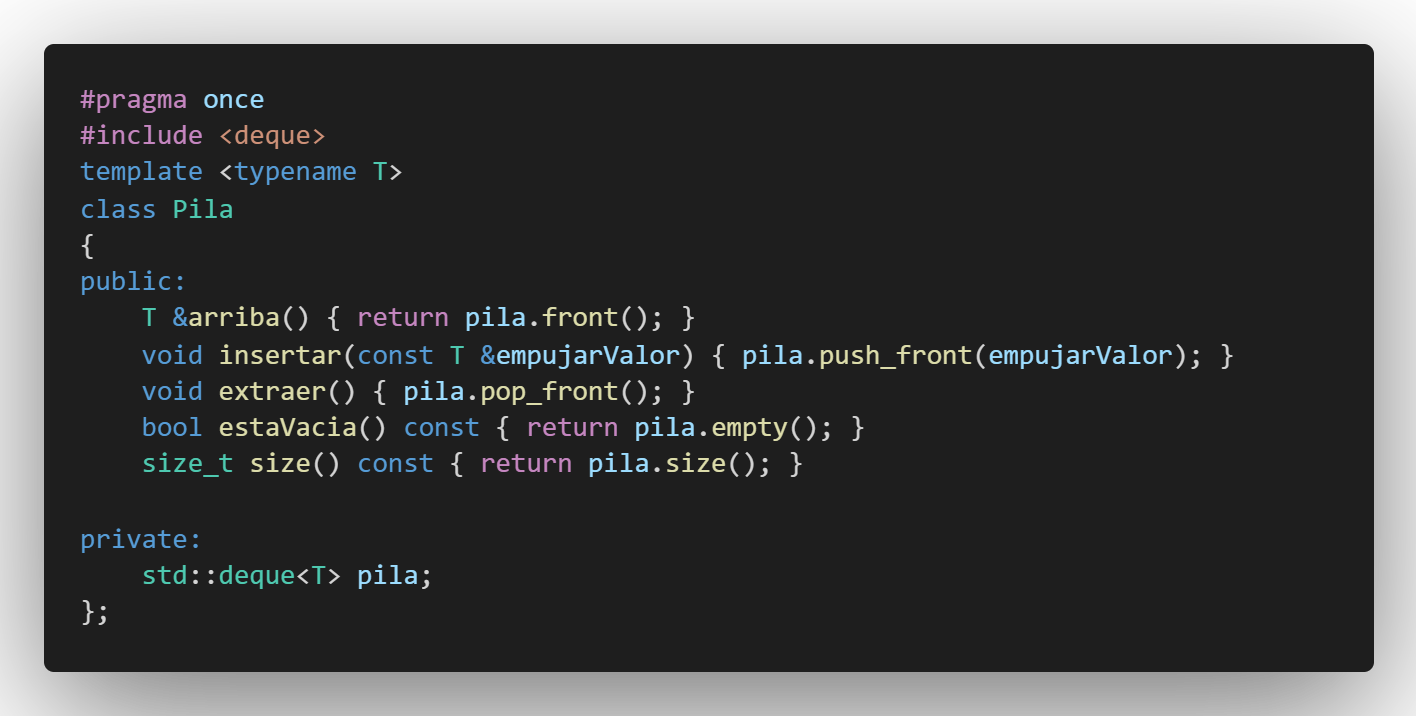 #pragma once
#include <deque>
template <typename T>
class Pila
{
public:
    T &arriba() { return pila.front(); }
    void insertar(const T &empujarValor) { pila.push_front(empujarValor); }
    void extraer() { pila.pop_front(); }
    bool estaVacia() const { return pila.empty(); }
    size_t size() const { return pila.size(); }

private:
    std::deque<T> pila;
};